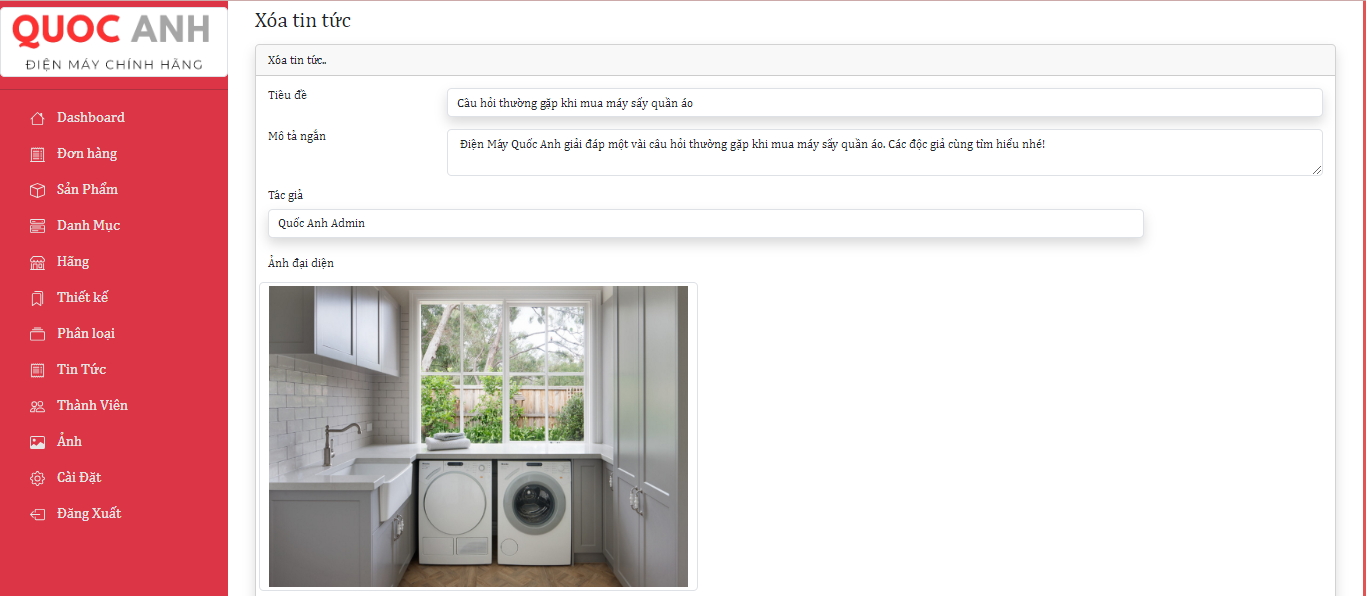 QUOC ANH
ĐIỆN MÁY CHÍNH HÃNG
Dashboard
Đơn hàng
Sản Phẩm
Danh Mục
Hãng
Thiết kế
Phân loại
Tin Tức
Thành Viên
Ảnh
Cài Đặt
Đăng Xuất
Xóa tin tức
Xóa tin tức..
Tiêu đề
Câu hỏi thường gặp khi mua máy sấy quần áo
Mô tả ngắn
Điện Máy Quốc Anh giải đáp một vài câu hỏi thường gặp khi mua máy sấy quần áo. Các độc giả cùng tìm hiểu nhé!
Tác giả
Quốc Anh Admin
Ảnh đại diện